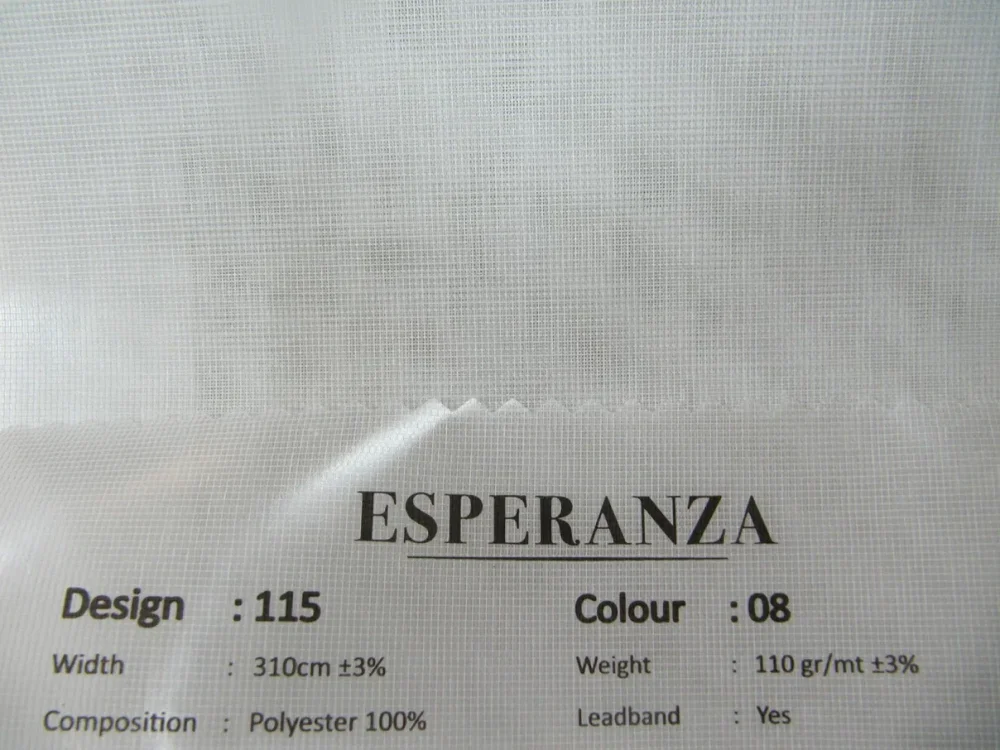 ESPERANZA
Design : 115 Colour : 08
Width : 310cm ±3% Weight : 110 gr/mt ±3%
Composition : Polyester 100% Leadband : Yes